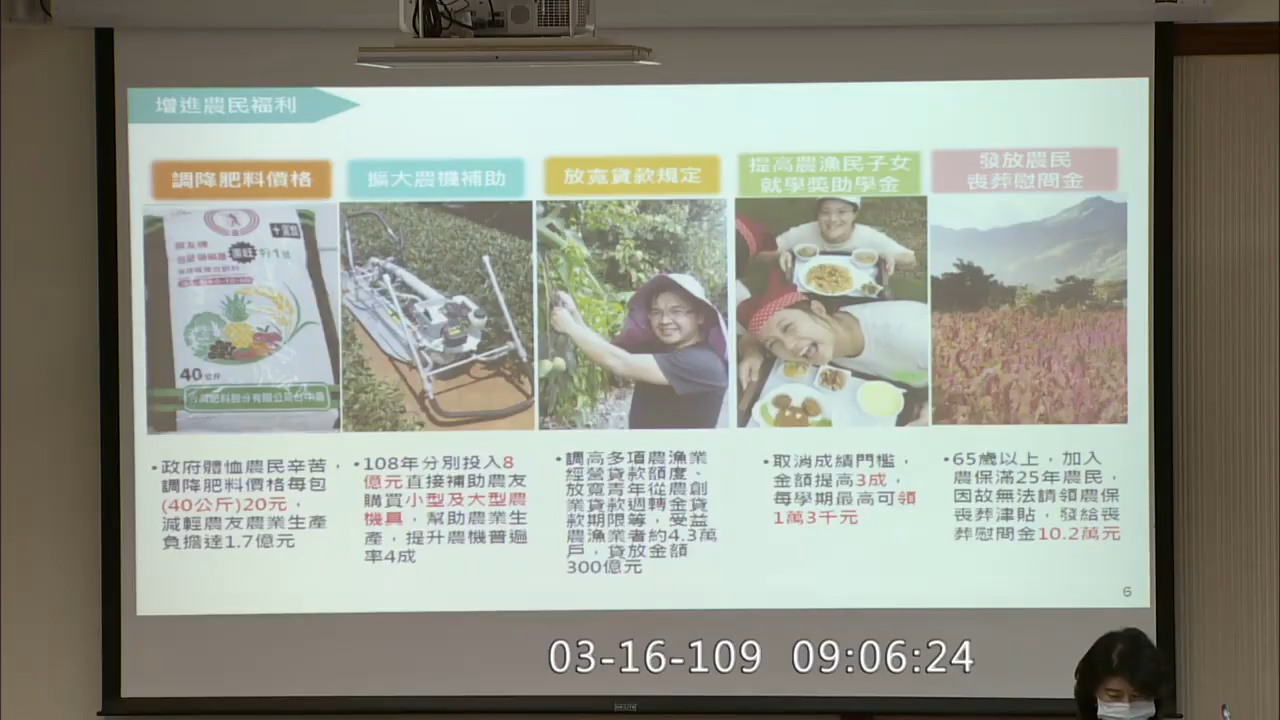 增進農民福利
調降肥料價格
擴大農機補助
放寬貸款規定
提高農漁民子女
就學獎助學金
發放農民
喪葬慰問金
40公斤
•政府體恤農民辛苦，
調降肥料價格每包
(40公斤)20元，
減輕農友農業生產
負擔達1.7億元
•108年分別投入8
億元直接補助農友
購買小型及大型農
機具，幫助農業生
產，提升農機普遍
率4成
•調高多項農漁業
經營貸款額度、
放寬青年從農創
業貸款週轉金貸
款期限等，受益
農漁業者約4.3萬
戶，貸放金額
300億元
•取消成績門檻，
金額提高3成，
每學期最高可領
1萬3千元
•65歲以上，加入
農保滿25年農民，
因故無法請領農保
喪葬津貼，發給喪
葬慰問金10.2萬元
6
03-16-109 09:06:24